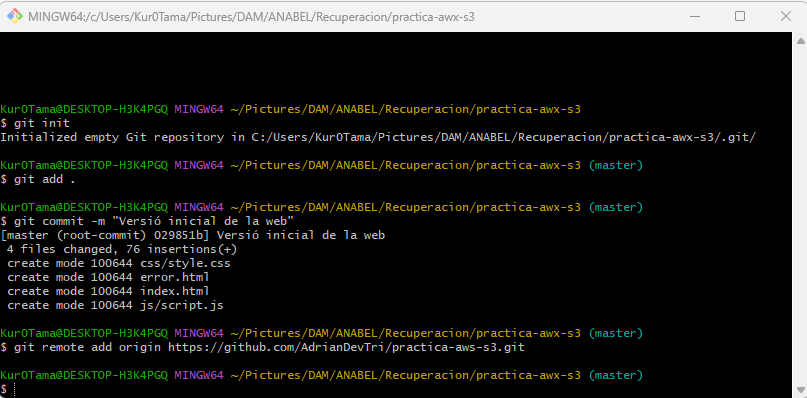 MINGW64:/c/Users/Kur0Tama/Pictures/DAM/ANABEL/Recuperacion/practica-awx-s3
Kur0Tama@DESKTOP-H3K4PGQ MINGW64 ~/Pictures/DAM/ANABEL/Recuperacion/practica-awx-s3
$ git init
Initialized empty Git repository in C:/Users/Kur0Tama/Pictures/DAM/ANABEL/Recuperacion/practica-awx-s3/.git/
Kur0Tama@DESKTOP-H3K4PGQ MINGW64 ~/Pictures/DAM/ANABEL/Recuperacion/practica-awx-s3 (master)
$ git add .
Kur0Tama@DESKTOP-H3K4PGQ MINGW64 ~/Pictures/DAM/ANABEL/Recuperacion/practica-awx-s3 (master)
$ git commit -m "Versió inicial de la web"
[master (root-commit) 029851b] Versió inicial de la web
4 files changed, 76 insertions(+)
create mode 100644 css/style.css
create mode 100644 error.html
create mode 100644 index.html
create mode 100644 js/script.js
Kur0Tama@DESKTOP-H3K4PGQ MINGW64 ~/Pictures/DAM/ANABEL/Recuperacion/practica-awx-s3 (master)
$ git remote add origin https://github.com/AdrianDevTri/practica-aws-s3.git
Kur0Tama@DESKTOP-H3K4PGQ MINGW64 ~/Pictures/DAM/ANABEL/Recuperacion/practica-awx-s3 (master)
$